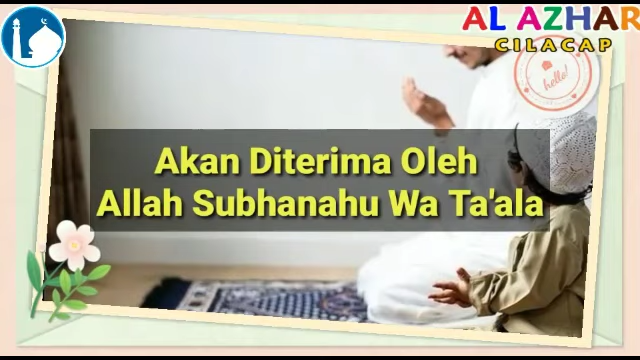 AL AZHAR
CILACAP
hello!
Akan Diterima Oleh
Allah Subhanahu Wa Ta'ala